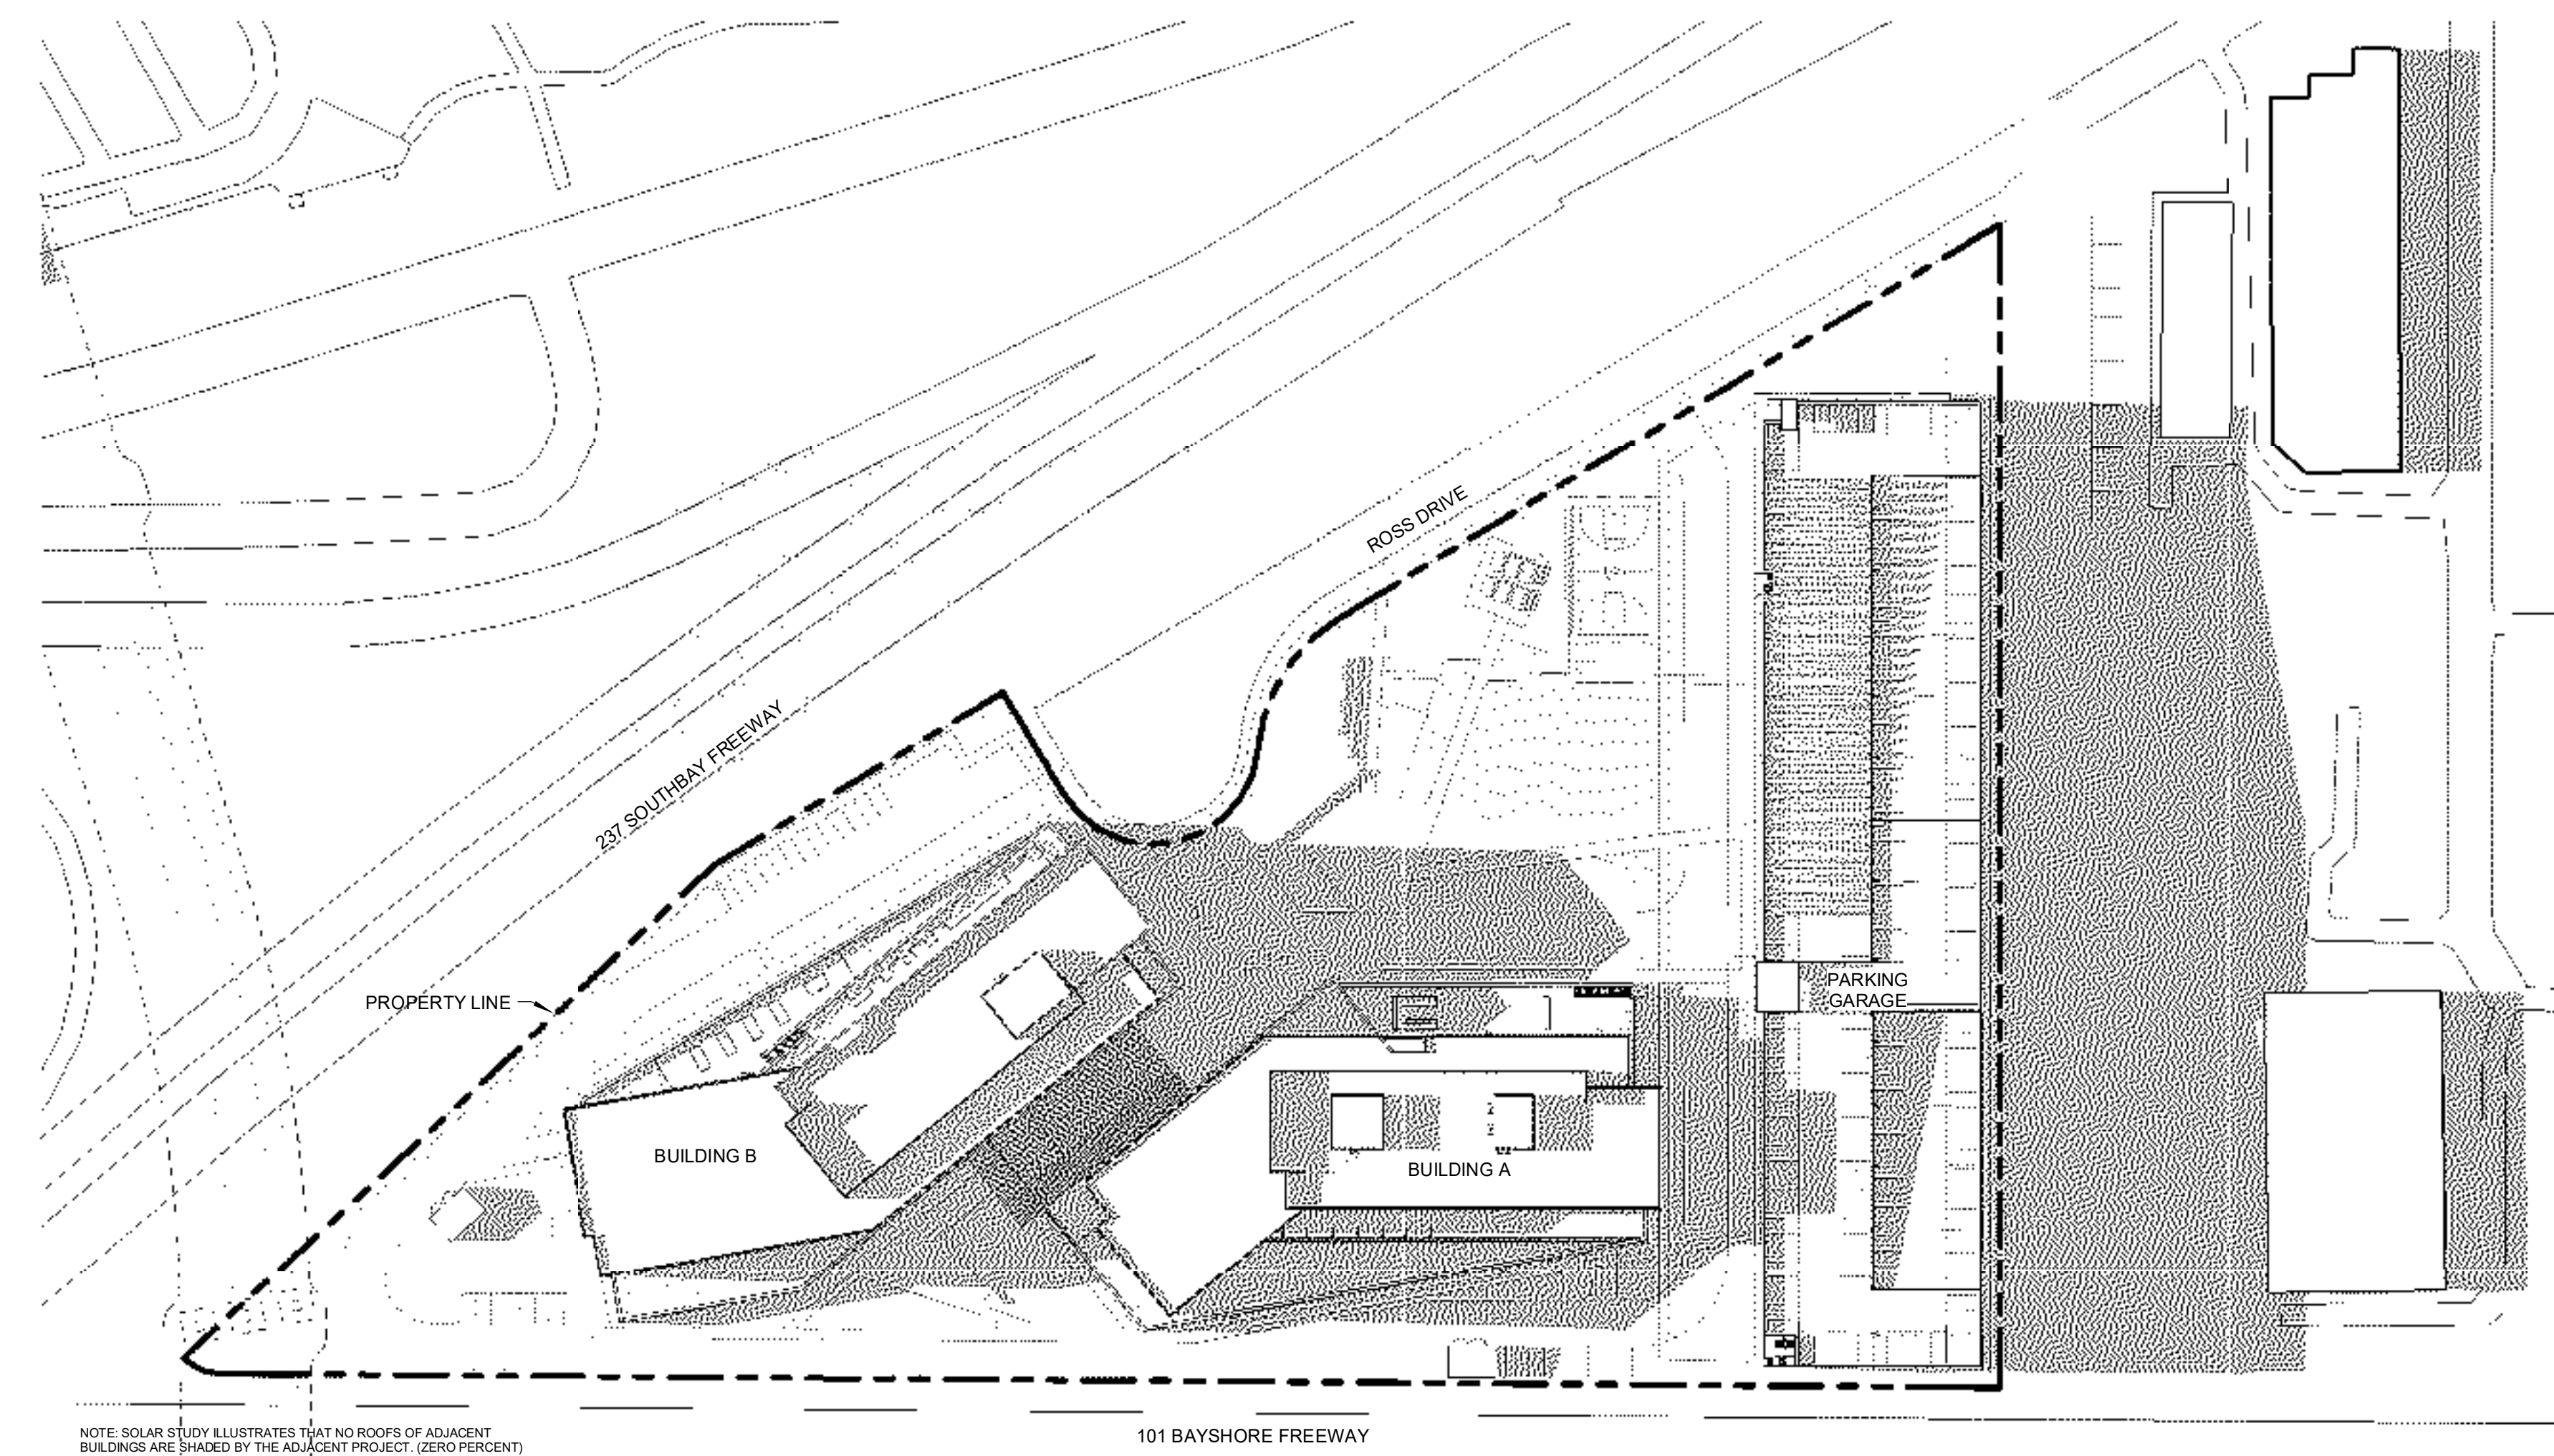 ROSS DRIVE
237 SOUTHBAY FREEWAY
PROPERTY LINE
PARKING
GARAGE
BUILDING B
BUILDING A
NOTE: SOLAR STUDY ILLUSTRATES THAT NO ROOFS OF ADJACENT
BUILDINGS ARE SHADED BY THE ADJACENT PROJECT. (ZERO PERCENT)
101 BAYSHORE FREEWAY